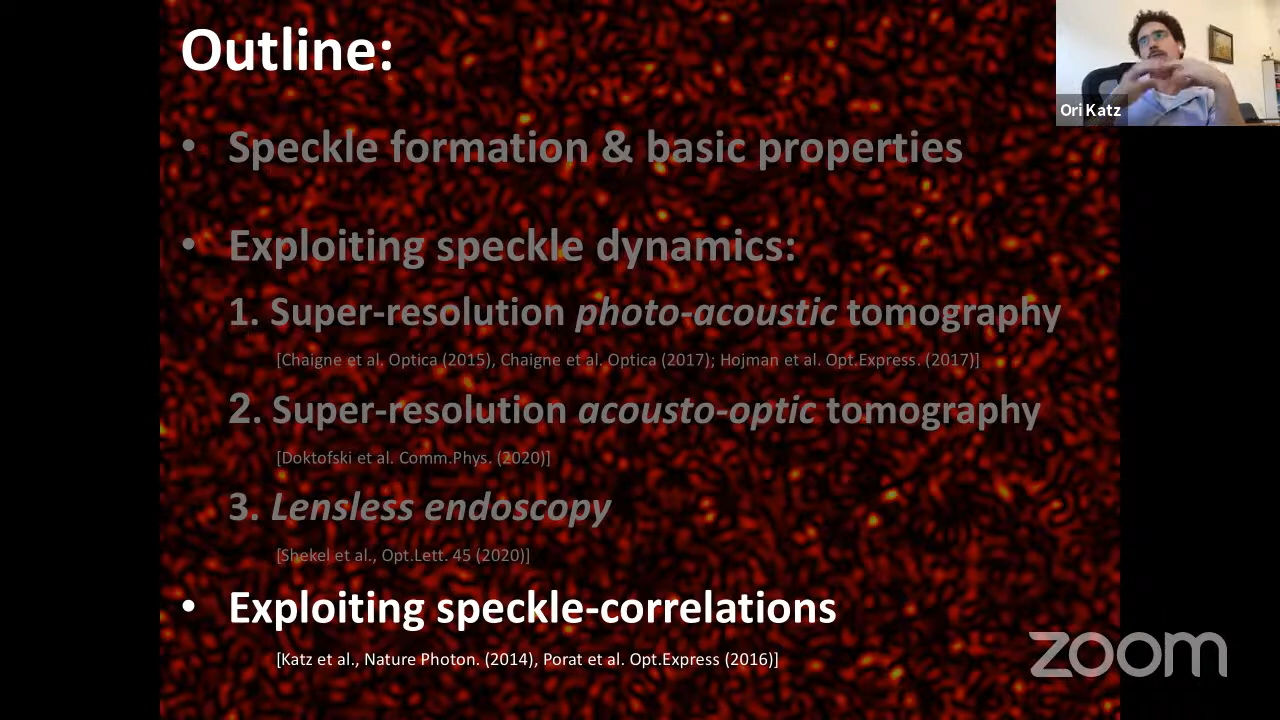 Outline:
Ori Katz
• Speckle formation & basic properties
• Exploiting speckle dynamics:
1. Super-resolution photo-acoustic tomography
[Chaigne et al. Optica (2015), Chaigne et al. Optica (2017); Hojman et al. Opt.Express. (2017)]
2. Super-resolution acousto-optic tomography
[Doktofski et al. Comm.Phys. (2020)]
3. Lensless endoscopy
[Shekel et al., Opt.Lett. 45 (2020)]
• Exploiting speckle-correlations
[Katz et al., Nature Photon. (2014), Porat et al. Opt.Express (2016)]
zoom